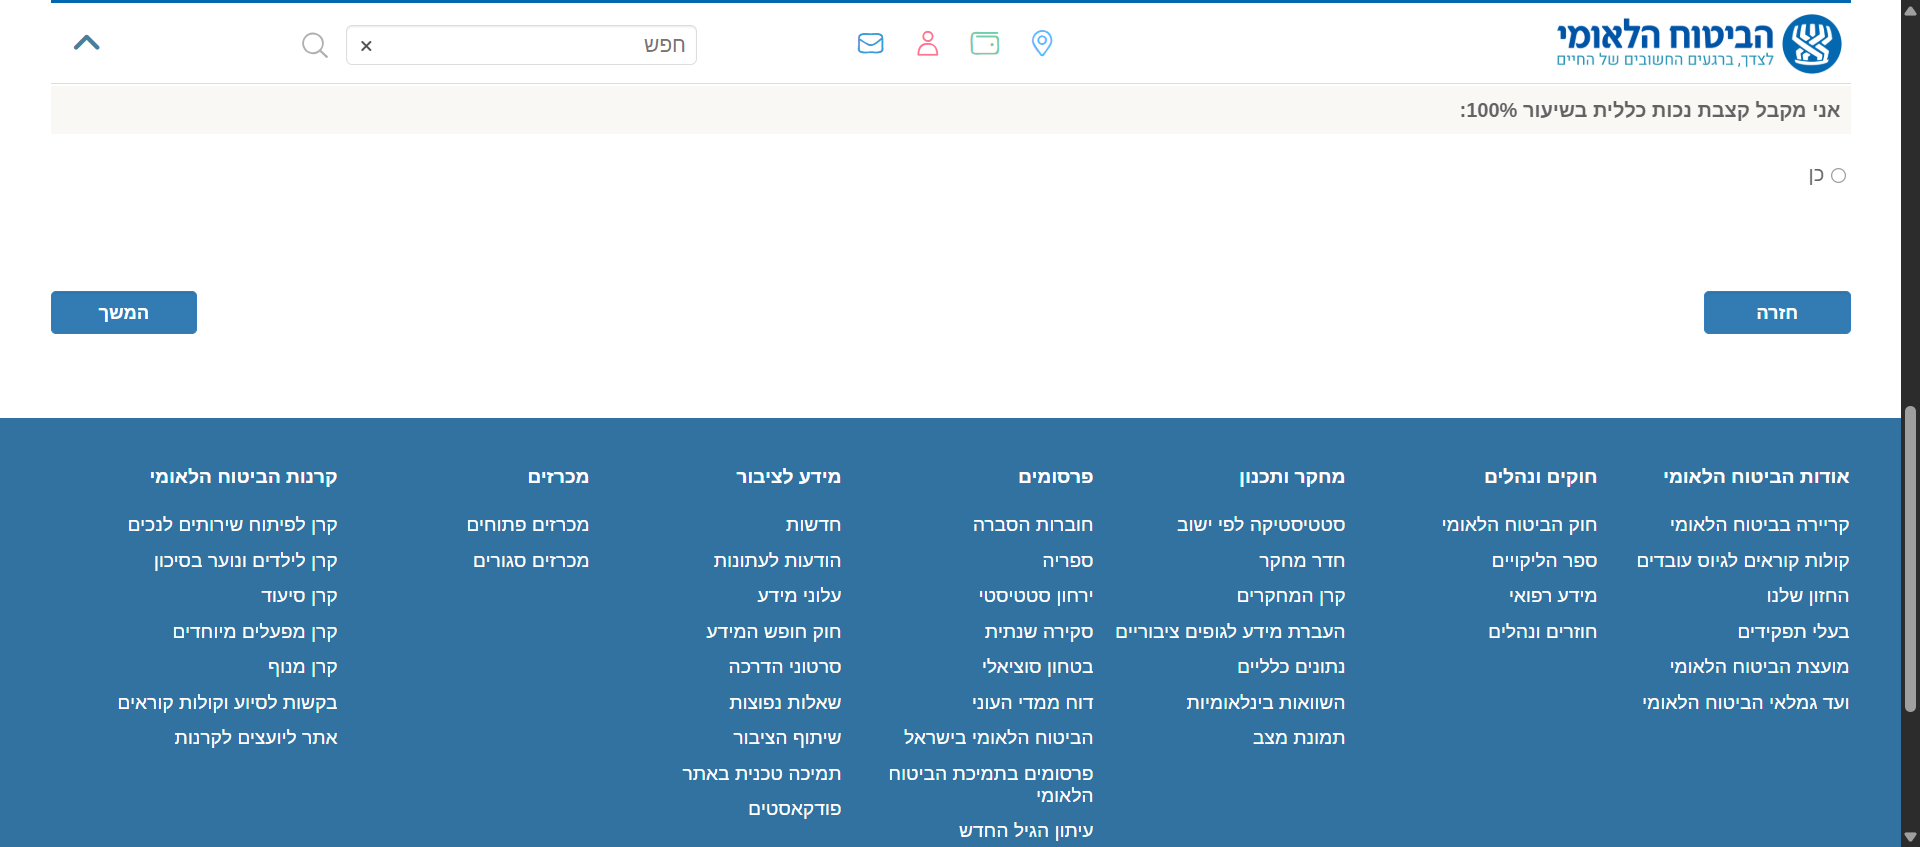 הביטוח הלאומי
לצדך, ברגעים החשובים של החיים
חפש
אני מקבל קצבת נכות כללית בשיעור 100%:
כן
חזרה
המשך
אודות הביטוח הלאומי
קריירה בביטוח הלאומי
קולות קוראים לגיוס עובדים
החזון שלנו
בעלי תפקידים
מועצת הביטוח הלאומי
ועד גמלאי הביטוח הלאומי
חוקים ונהלים
חוק הביטוח הלאומי
ספר הליקויים
מידע רפואי
חוזרים ונהלים
מחקר ותכנון
סטטיסטיקה לפי ישוב
חדר מחקר
קרן המחקרים
העברת מידע לגופים ציבוריים
נתונים כלליים
השוואות בינלאומיות
תמונת מצב
פרסומים
חוברות הסברה
ספריה
ירחון סטטיסטי
סקירה שנתית
בטחון סוציאלי
דוח ממדי העוני
הביטוח הלאומי בישראל
פרסומים בתמיכת הביטוח
הלאומי
עיתון הגיל החדש
מידע לציבור
חדשות
הודעות לעתונות
עלוני מידע
חוק חופש המידע
סרטוני הדרכה
שאלות נפוצות
שיתוף הציבור
תמיכה טכנית באתר
פודקאסטים
מכרזים
מכרזים פתוחים
מכרזים סגורים
קרנות הביטוח הלאומי
קרן לפיתוח שירותים לנכים
קרן לילדים ונוער בסיכון
קרן סיעוד
קרן מפעלים מיוחדים
קרן מנוף
בקשות לסיוע וקולות קוראים
אתר ליועצים לקרנות